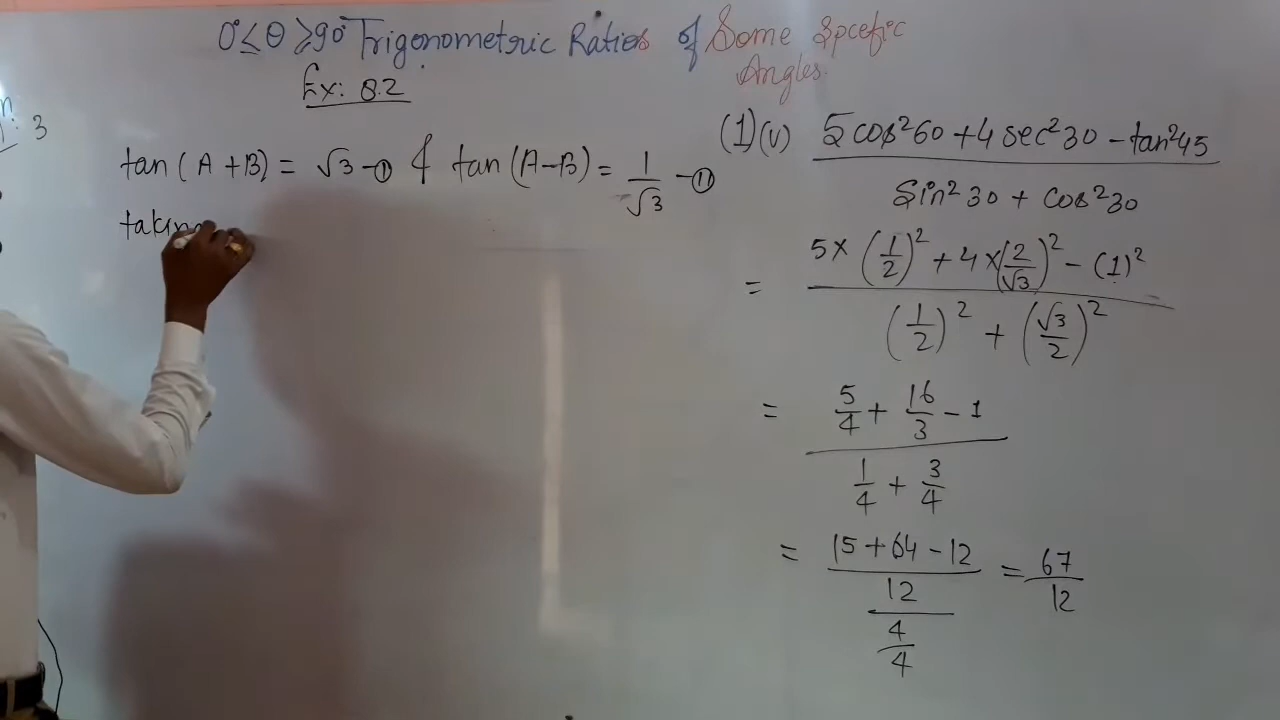 0°≤θ≥90° Trigonometric Ratios of Some Spcefic
Angles.
Ex: 8.2
3
tan(A+B) = √3 -① & tan(A-B) = 1/√3 -⑪
taking
(1)(v) (5cos²60+4sec²30-tan²45)/(Sin²30+cos²30)
= (5×(1/2)²+4×(2/√3)²-(1)²)/((1/2)²+(√3/2)²)
= (5/4+16/3-1)/(1/4+3/4)
= ((15+64-12)/12)/(4/4) = 67/12